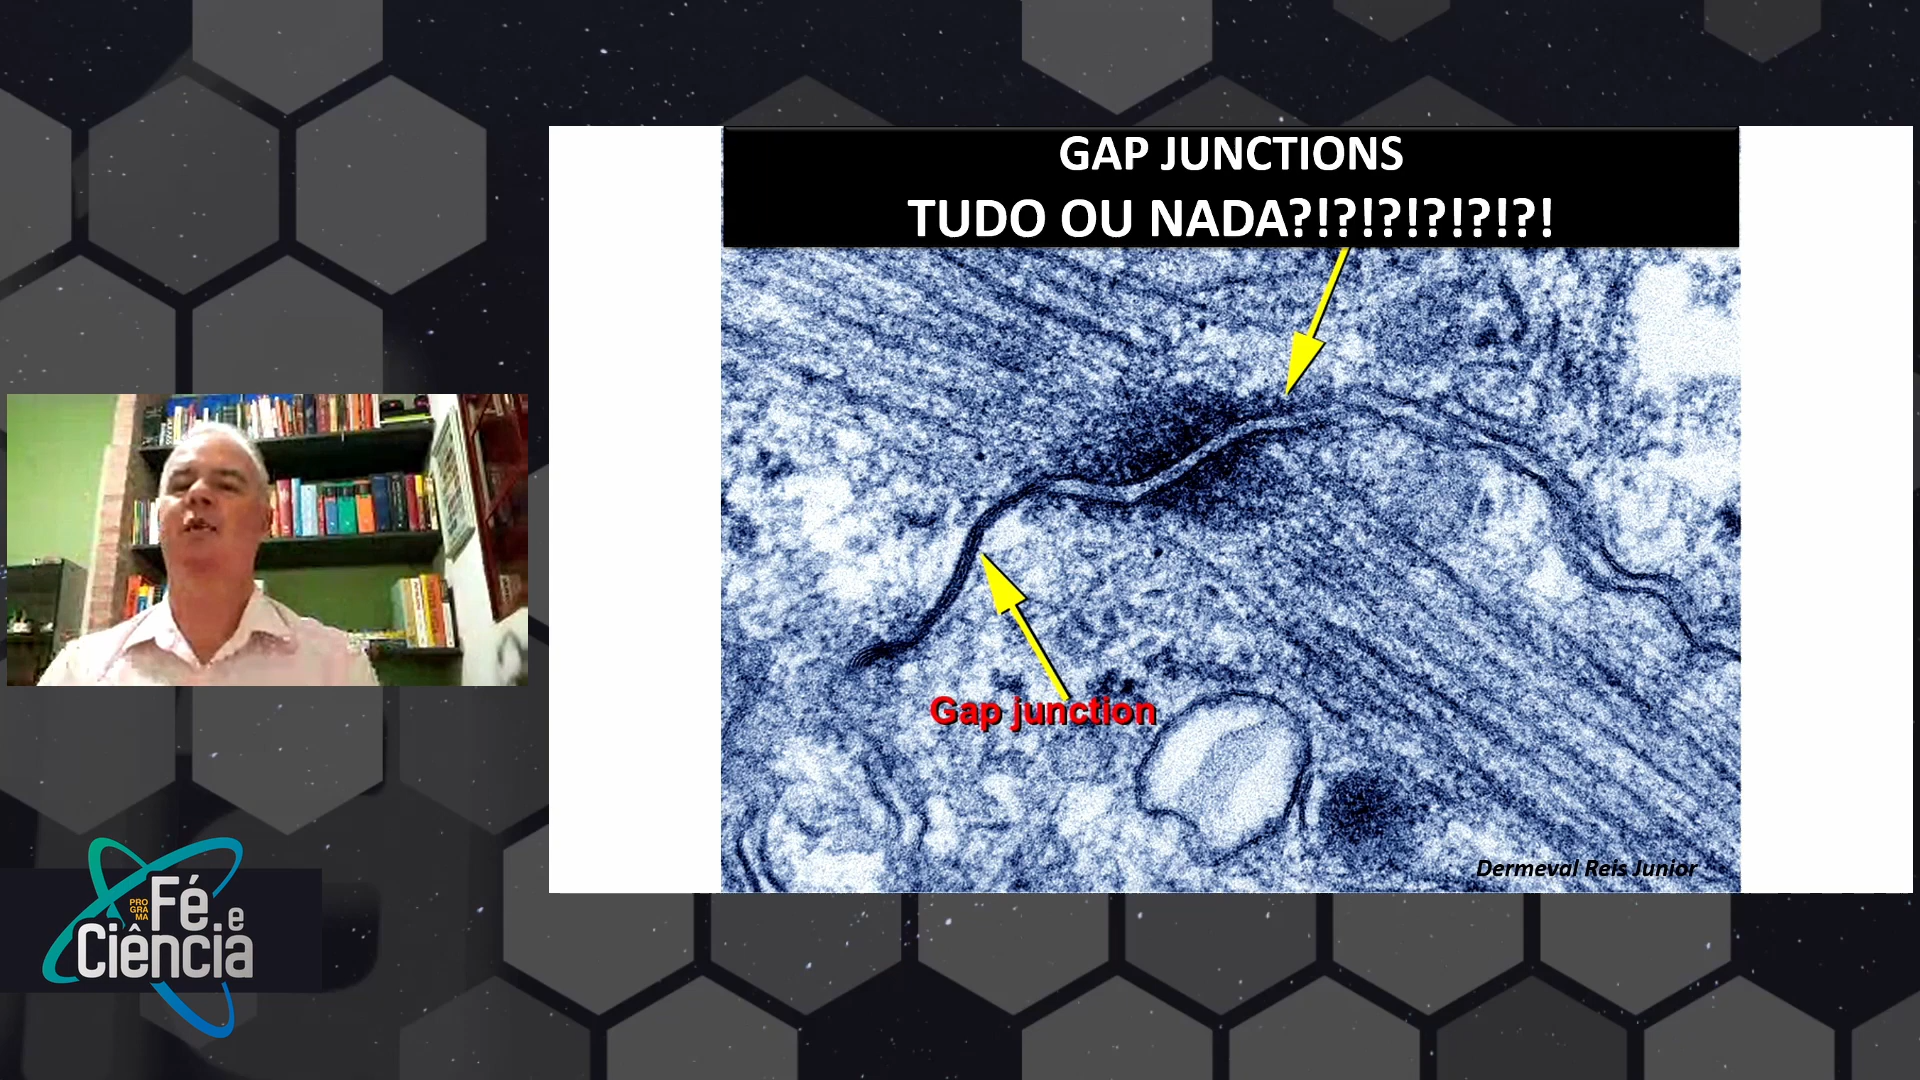 GAP JUNCTIONS
TUDO OU NADA?!?!?!?!?!?!
Gap junction
Dermeval Reis Junior
PRO
GRA
MA
Fé e
Ciência